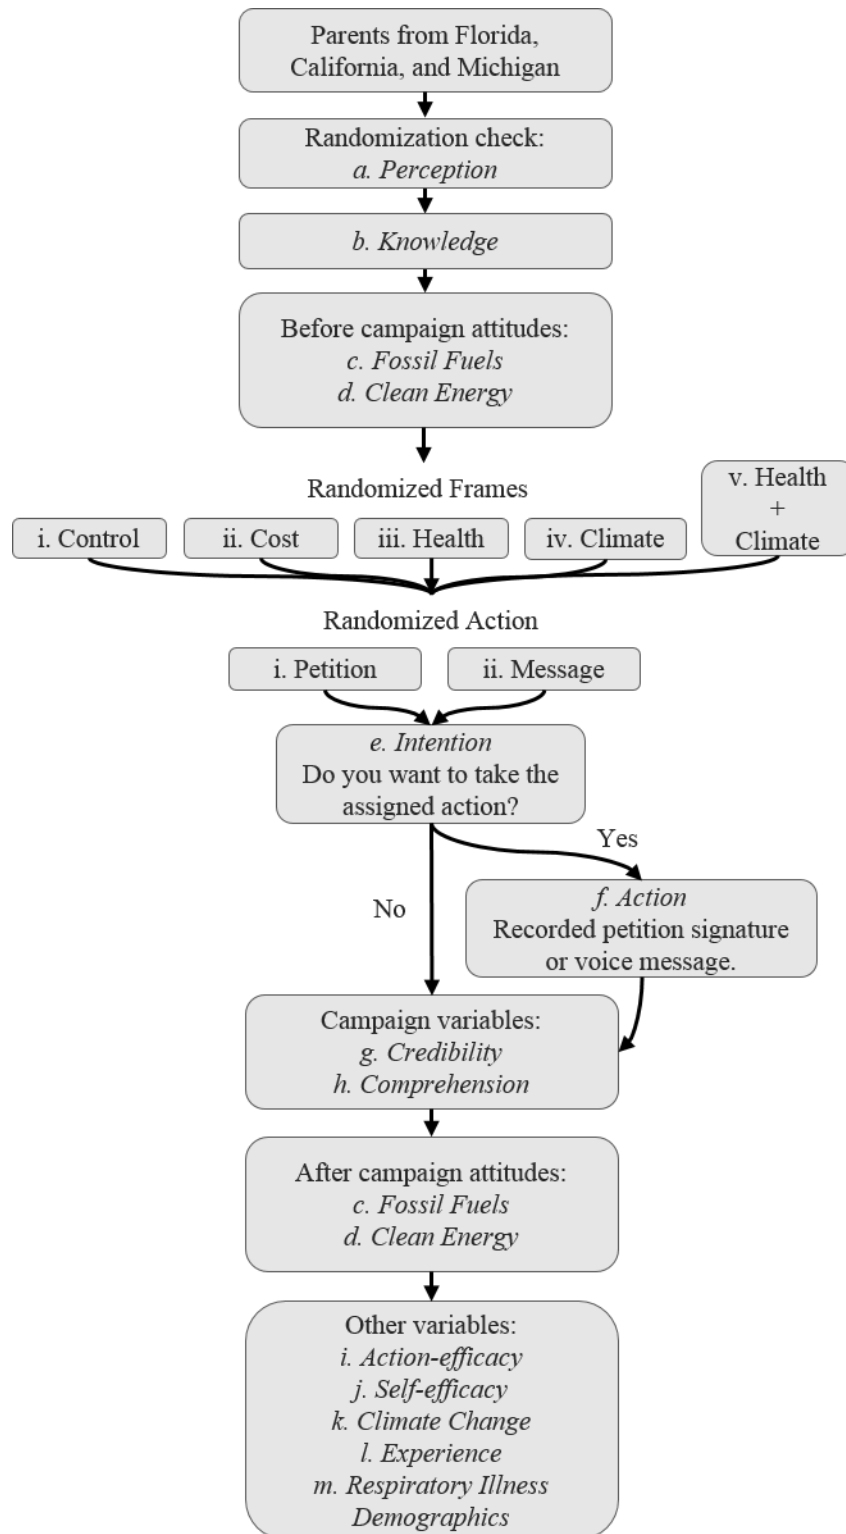 Parents from Florida,
California, and Michigan
Randomization check:
a. Perception
b. Knowledge
Before campaign attitudes:
c. Fossil Fuels
d. Clean Energy
Randomized Frames
i. Control
ii. Cost
iii. Health
iv. Climate
v. Health
+
Climate
Randomized Action
i. Petition
ii. Message
e. Intention
Do you want to take the
assigned action?
Yes
No
f. Action
Recorded petition signature
or voice message.
Campaign variables:
g. Credibility
h. Comprehension
After campaign attitudes:
c. Fossil Fuels
d. Clean Energy
Other variables:
i. Action-efficacy
j. Self-efficacy
k. Climate Change
l. Experience
m. Respiratory Illness
Demographics